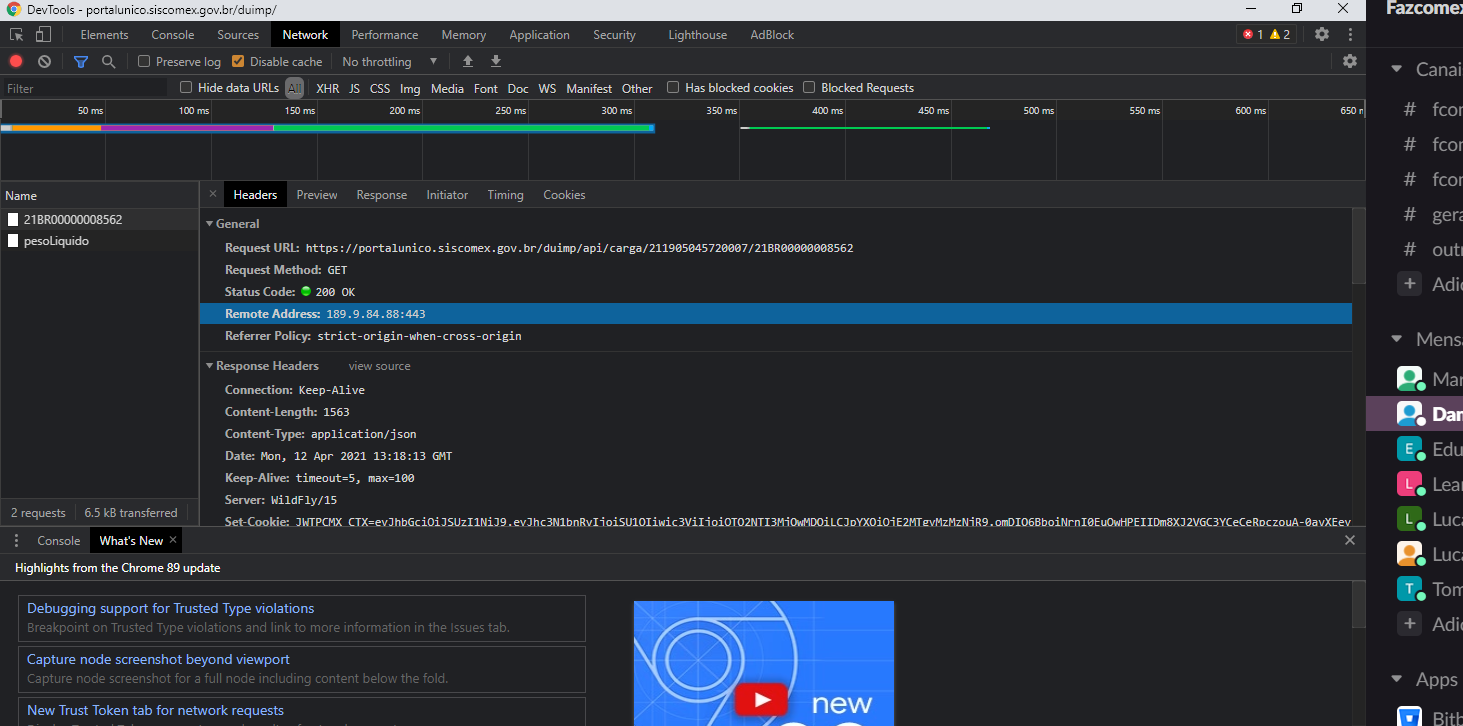 DevTools - portalunico.siscomex.gov.br/duimp/
Elements Console Sources Network Performance Memory Application Security Lighthouse AdBlock 1 2
Preserve log Disable cache No throttling
Filter Hide data URLs All XHR JS CSS Img Media Font Doc WS Manifest Other Has blocked cookies Blocked Requests
50 ms 100 ms 150 ms 200 ms 250 ms 300 ms 350 ms 400 ms 450 ms 500 ms 550 ms 600 ms 650 m
Name
21BR00000008562
pesoLiquido
2 requests 6.5 kB transferred
Headers Preview Response Initiator Timing Cookies
General
Request URL: https://portalunico.siscomex.gov.br/duimp/api/carga/211905045720007/21BR00000008562
Request Method: GET
Status Code: 200 OK
Remote Address: 189.9.84.88:443
Referrer Policy: strict-origin-when-cross-origin
Response Headers view source
Connection: Keep-Alive
Content-Length: 1563
Content-Type: application/json
Date: Mon, 12 Apr 2021 13:18:13 GMT
Keep-Alive: timeout=5, max=100
Server: WildFly/15
Set-Cookie:
Console What's New
Highlights from the Chrome 89 update
Debugging support for Trusted Type violations
Breakpoint on Trusted Type violations and link to more information in the Issues tab.
Capture node screenshot beyond viewport
Capture node screenshot for a full node including content below the fold.
New Trust Token tab for network requests
new
Fazcomex
Canai
# fcor
# fcor
# fcor
# gera
# outr
+ Adic
Mensa
Mar
Dan
E Edu
L Lear
L Luca
Luca
T Tom
+ Adic
Apps
Bitb